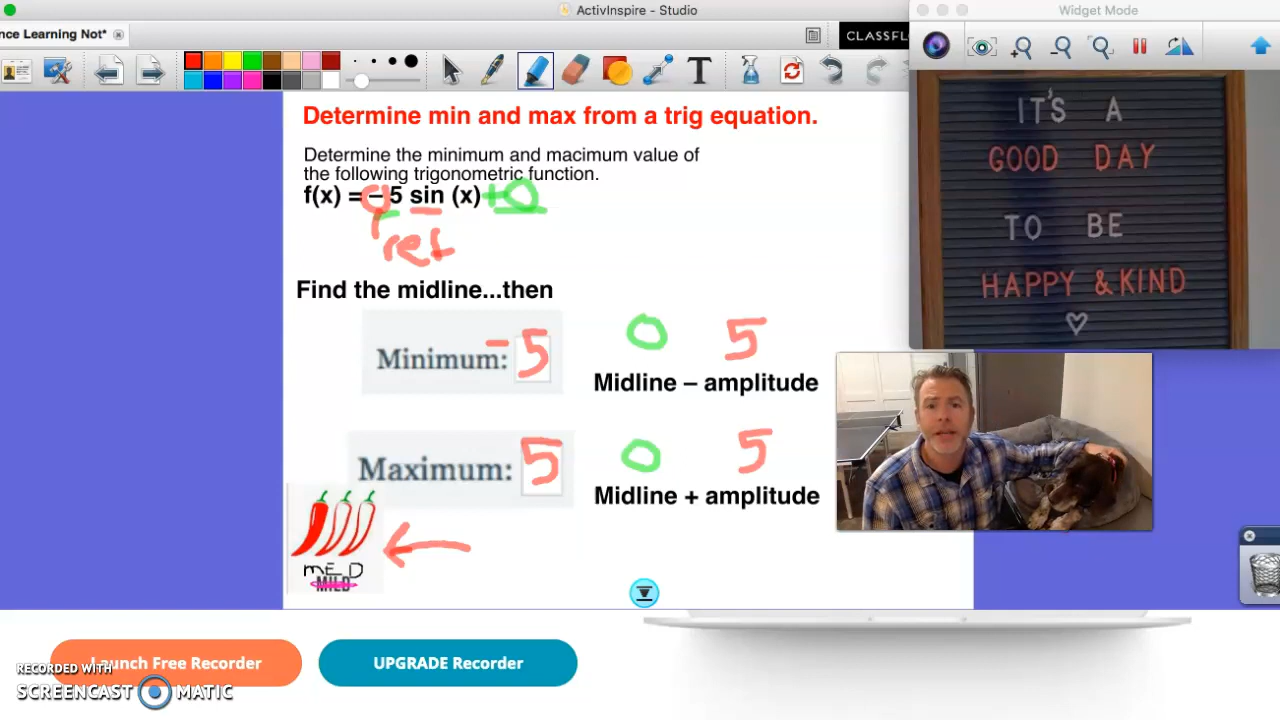 ActivInspire - Studio
Widget Mode
nce Learning Not*
CLASSFL
T
Determine min and max from a trig equation.
Determine the minimum and macimum value of
the following trigonometric function.
f(x) = –5 sin (x) +0
ref
Find the midline...then
Minimum: -5
0 5
Midline – amplitude
Maximum: 5
0 5
Midline + amplitude
mED
MILD
IT'S A
GOOD DAY
TO BE
HAPPY & KIND
Launch Free Recorder
UPGRADE Recorder
RECORDED WITH
SCREENCAST MATIC